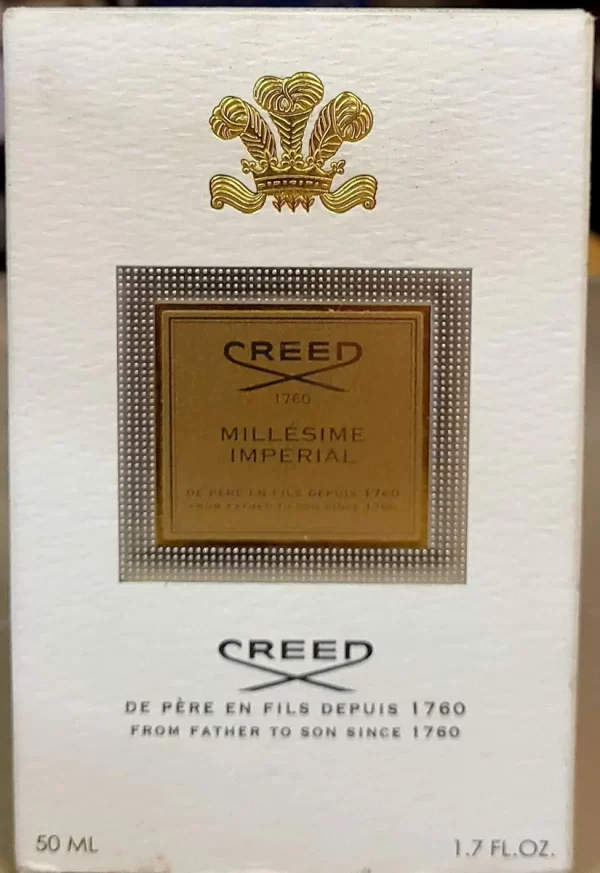 CREED
1760
MILLÉSIME
IMPERIAL
DE PÈRE EN FILS DEPUIS 1760
FROM FATHER TO SON SINCE 1760
CREED
DE PÈRE EN FILS DEPUIS 1760
FROM FATHER TO SON SINCE 1760
50 ML
1.7 FL.OZ.